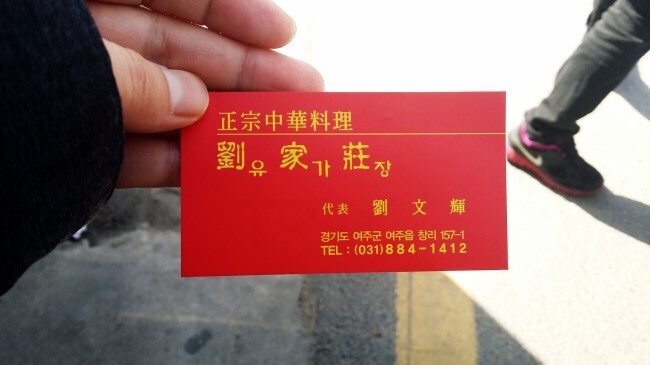 正宗中華料理
劉유 家가 莊장
代表 劉 文 輝
경기도 여주군 여주읍 창리 157-1
TEL : (031)884-1412